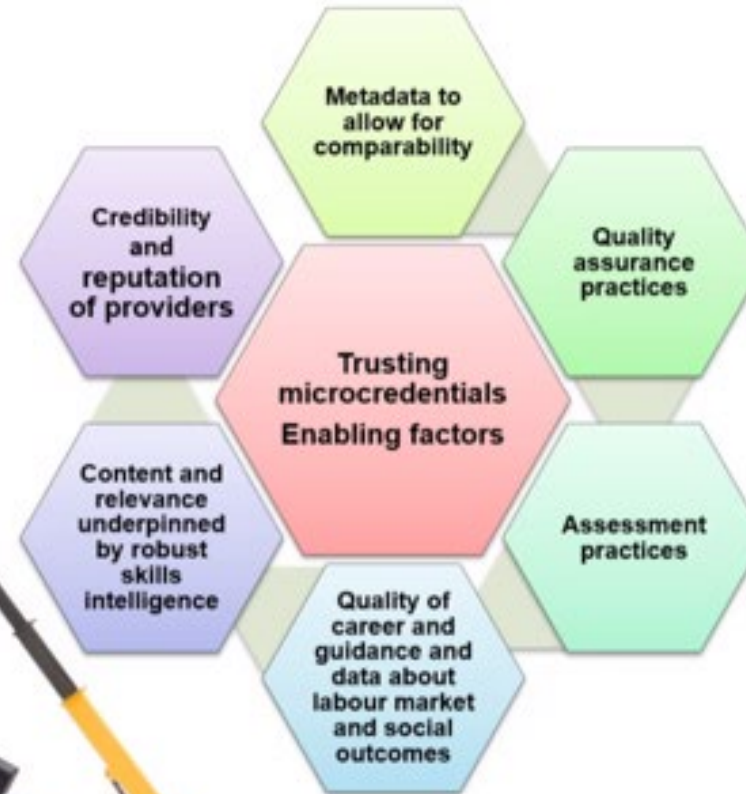 Metadata to
allow for
comparability
Credibility
and
reputation
of providers
Quality
assurance
practices
Trusting
microcredentials
Enabling factors
Content and
relevance
underpinned
by robust
skills
intelligence
Assessment
practices
Quality of
career and
guidance and
data about
labour market
and social
outcomes